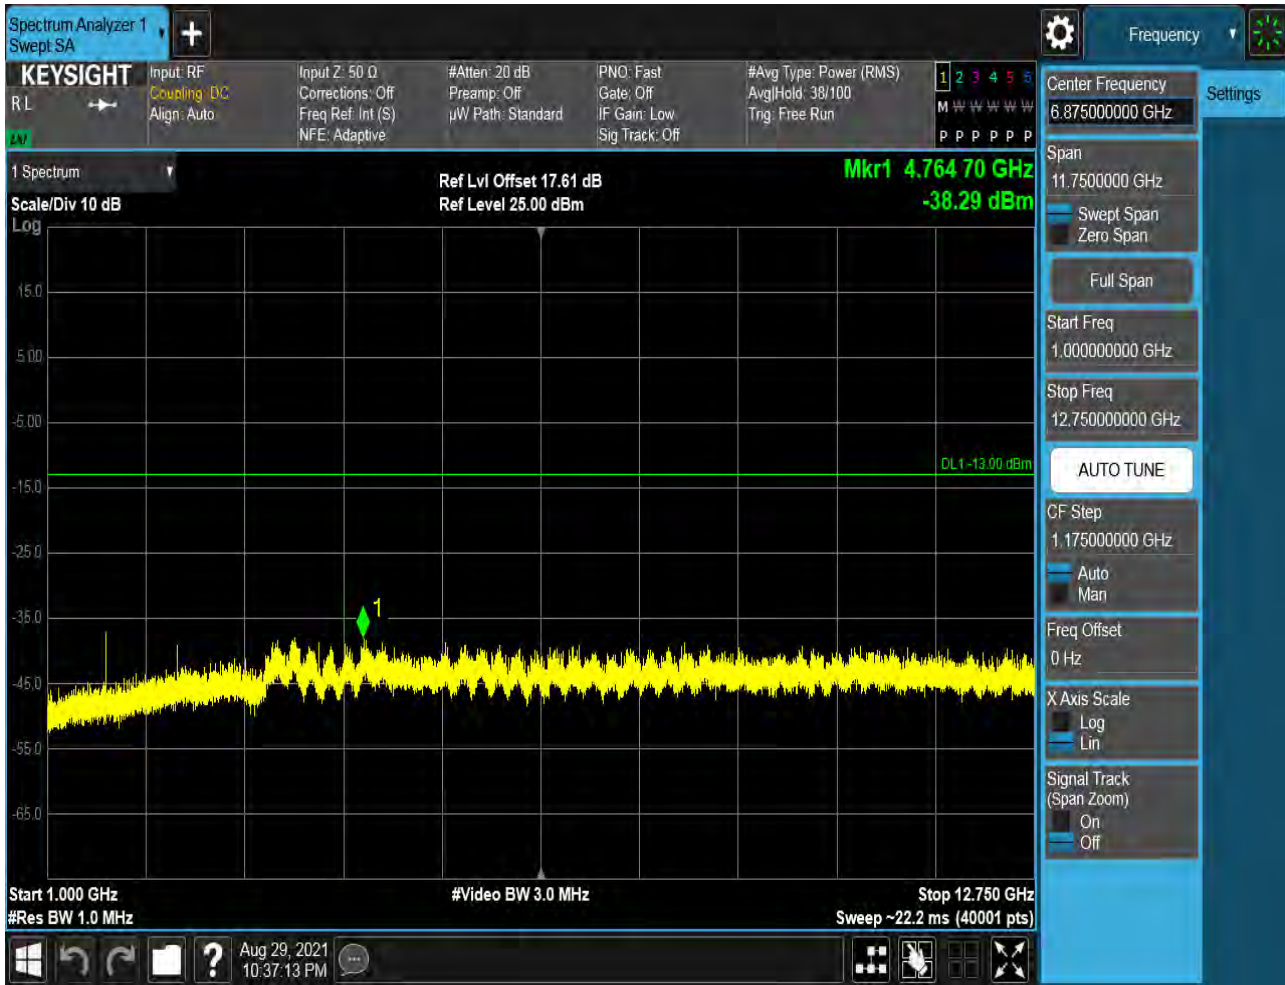 Spectrum Analyzer 1
Swept SA
Frequency
KEYSIGHT
R L
Input: RF
Coupling: DC
Align: Auto
Input Z: 50 Ω
Corrections: Off
Freq Ref: Int (S)
NFE: Adaptive
#Atten: 20 dB
Preamp: Off
µW Path: Standard
PNO: Fast
Gate: Off
IF Gain: Low
Sig Track: Off
#Avg Type: Power (RMS)
Avg|Hold: 38/100
Trig: Free Run
1 2 3 4 5 6
M W W W W W
P P P P P P
1 Spectrum
Scale/Div 10 dB
Log
Ref Lvl Offset 17.61 dB
Ref Level 25.00 dBm
Mkr1 4.764 70 GHz
-38.29 dBm
15.0
5.00
-5.00
-15.0
-25.0
-35.0
-45.0
-55.0
-65.0
DL1 -13.00 dBm
1
Start 1.000 GHz
#Res BW 1.0 MHz
#Video BW 3.0 MHz
Stop 12.750 GHz
Sweep ~22.2 ms (40001 pts)
Center Frequency
6.875000000 GHz
Settings
Span
11.7500000 GHz
Swept Span
Zero Span
Full Span
Start Freq
1.000000000 GHz
Stop Freq
12.750000000 GHz
AUTO TUNE
CF Step
1.175000000 GHz
Auto
Man
Freq Offset
0 Hz
X Axis Scale
Log
Lin
Signal Track
(Span Zoom)
On
Off
?
Aug 29, 2021
10:37:13 PM